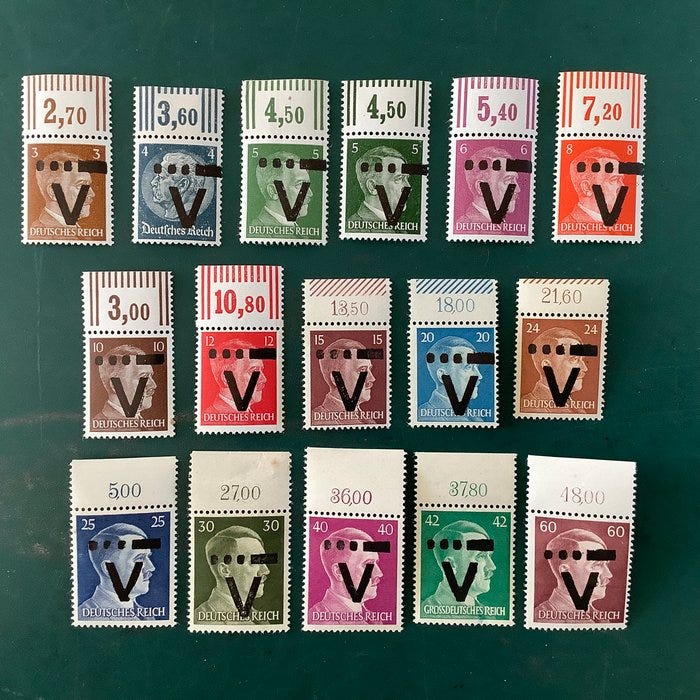 2,70
3 3
V
DEUTSCHES REICH
3,60
4 4
V
Deutsches Reich
4,50
5 5
V
DEUTSCHES REICH
4,50
5 5
V
DEUTSCHES REICH
5,40
6 6
V
DEUTSCHES REICH
7,20
8 8
V
DEUTSCHES REICH
3,00
10 10
V
DEUTSCHES REICH
10,80
12 12
V
DEUTSCHES REICH
13,50
15 15
V
DEUTSCHES REICH
18,00
20 20
V
DEUTSCHES REICH
21,60
24 24
V
DEUTSCHES REICH
5,00
25 25
V
DEUTSCHES REICH
27,00
30 30
V
DEUTSCHES REICH
36,00
40 40
V
DEUTSCHES REICH
37,80
42 42
V
GROSSDEUTSCHES REICH
48,00
60 60
V
DEUTSCHES REICH